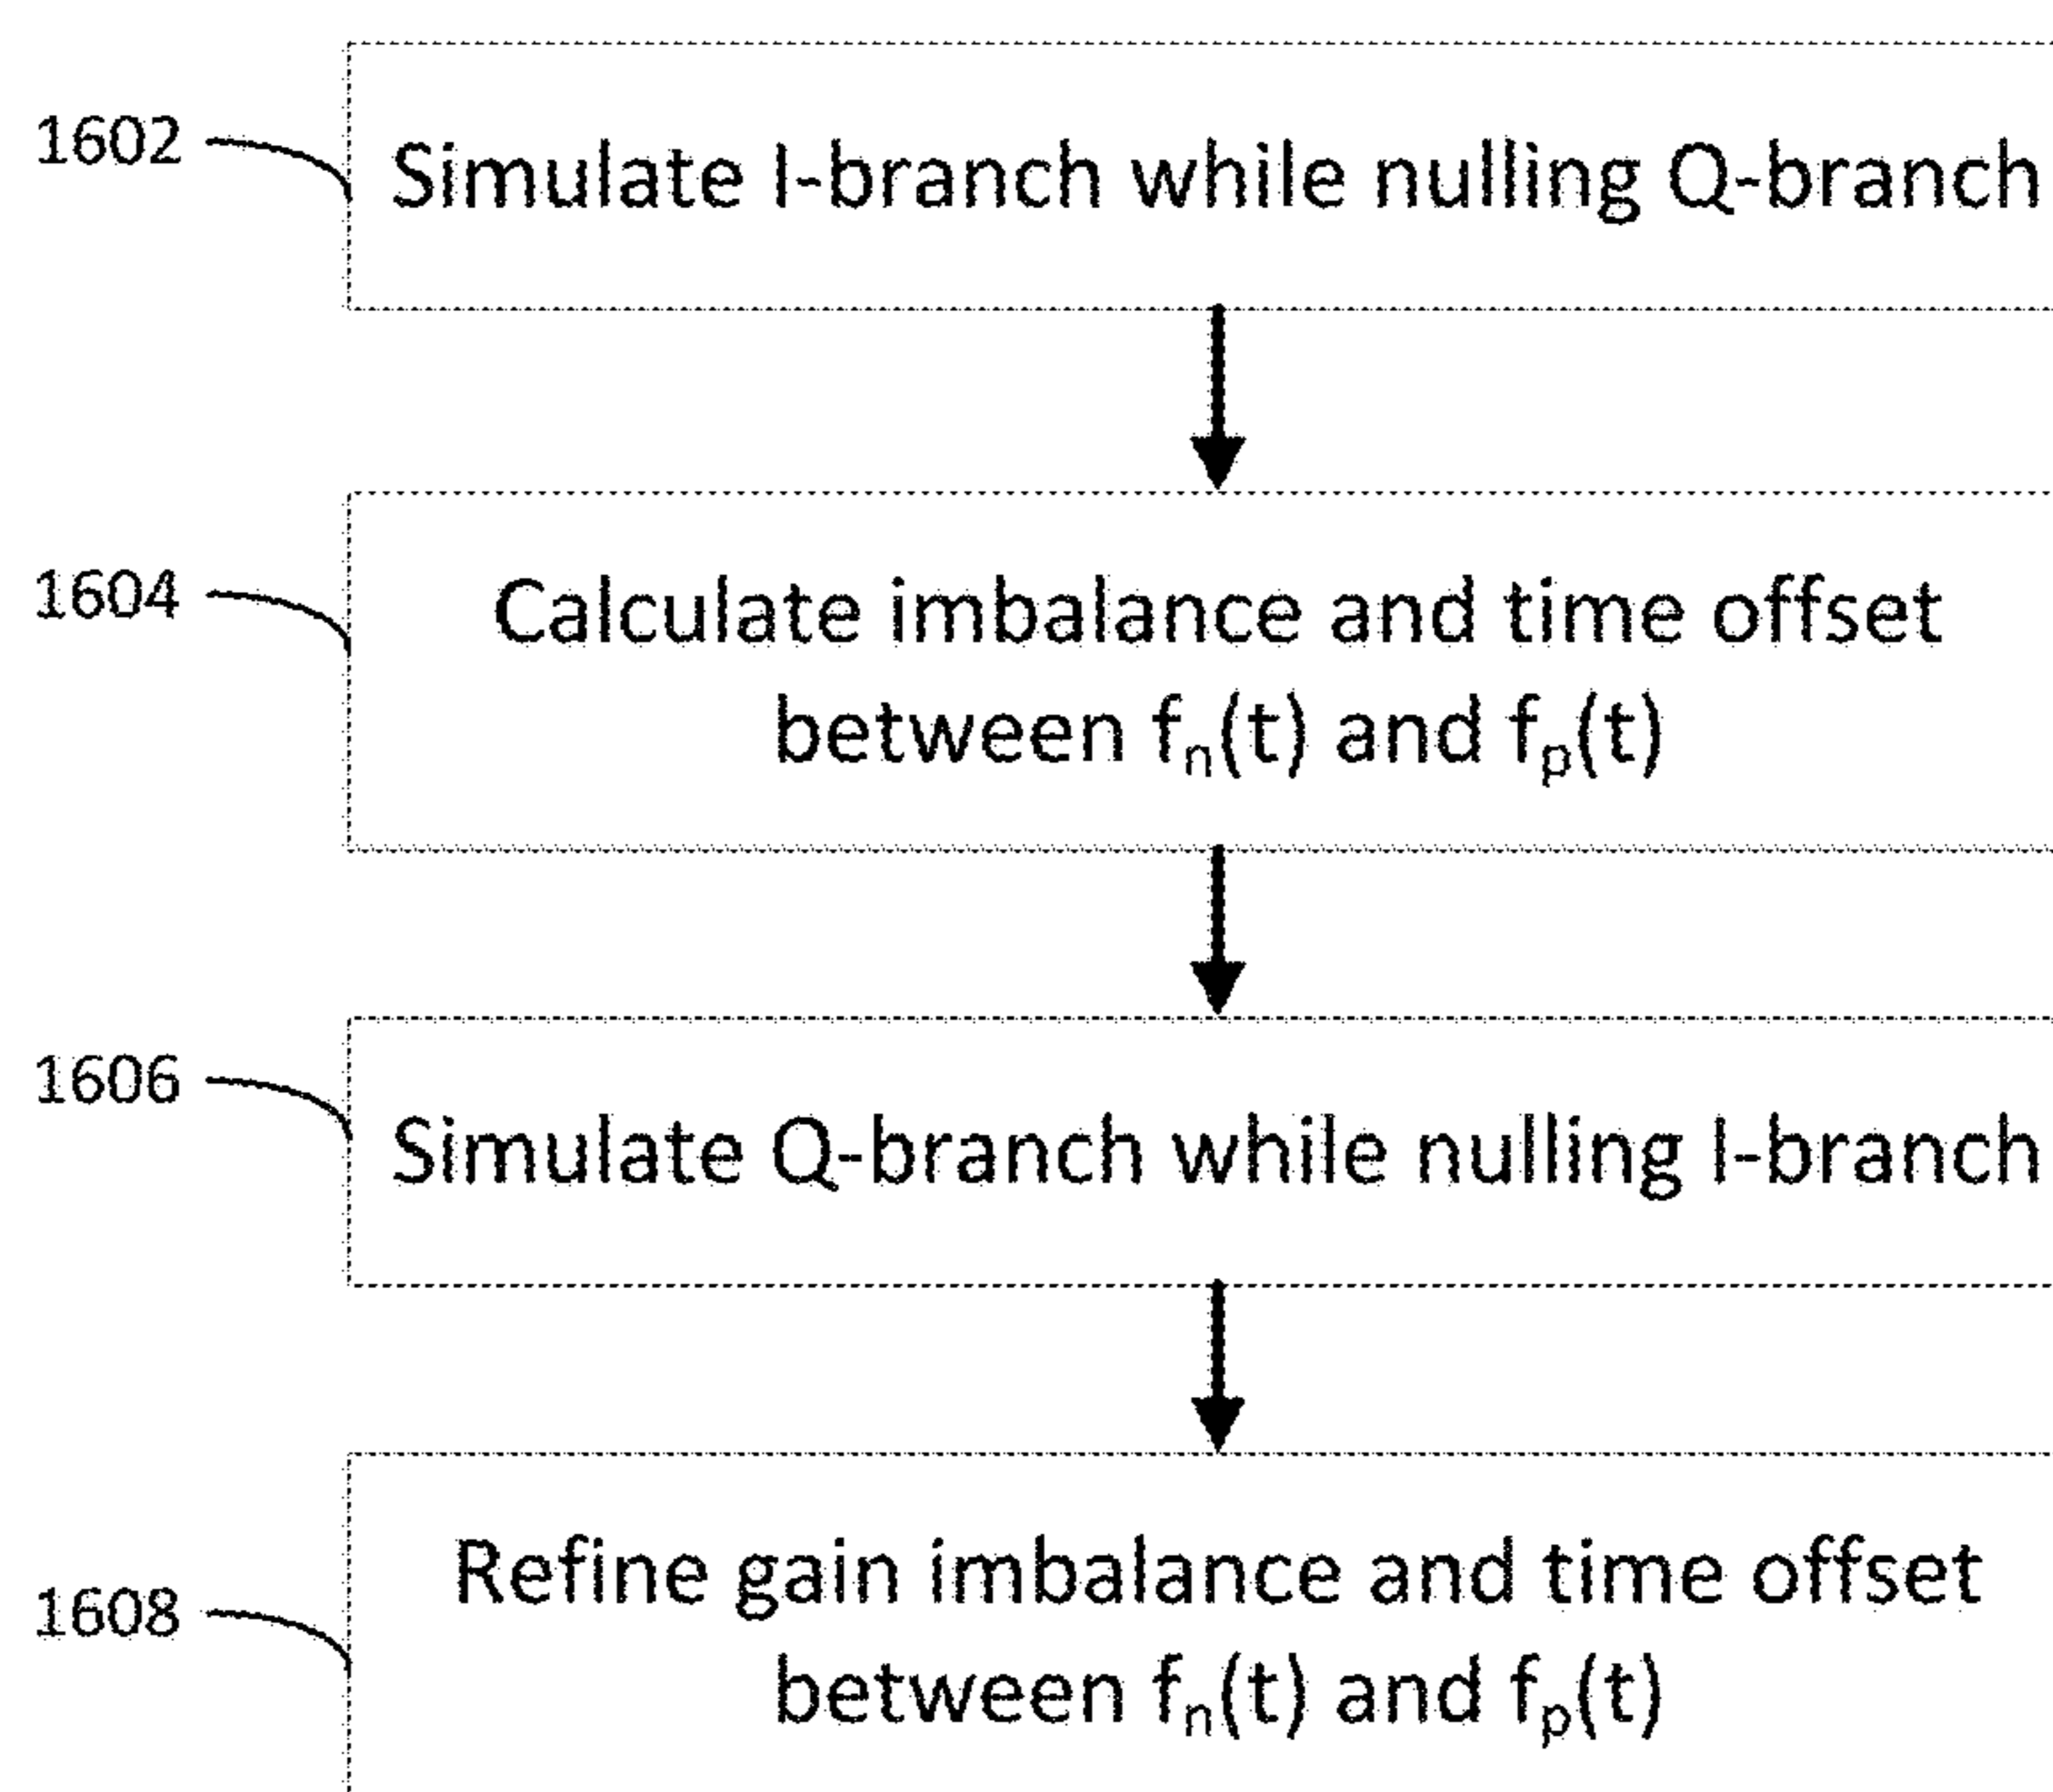 1602
Simulate I-branch while nulling Q-branch
1604
Calculate imbalance and time offset
between fₙ(t) and fₚ(t)
1606
Simulate Q-branch while nulling I-branch
1608
Refine gain imbalance and time offset
between fₙ(t) and fₚ(t)